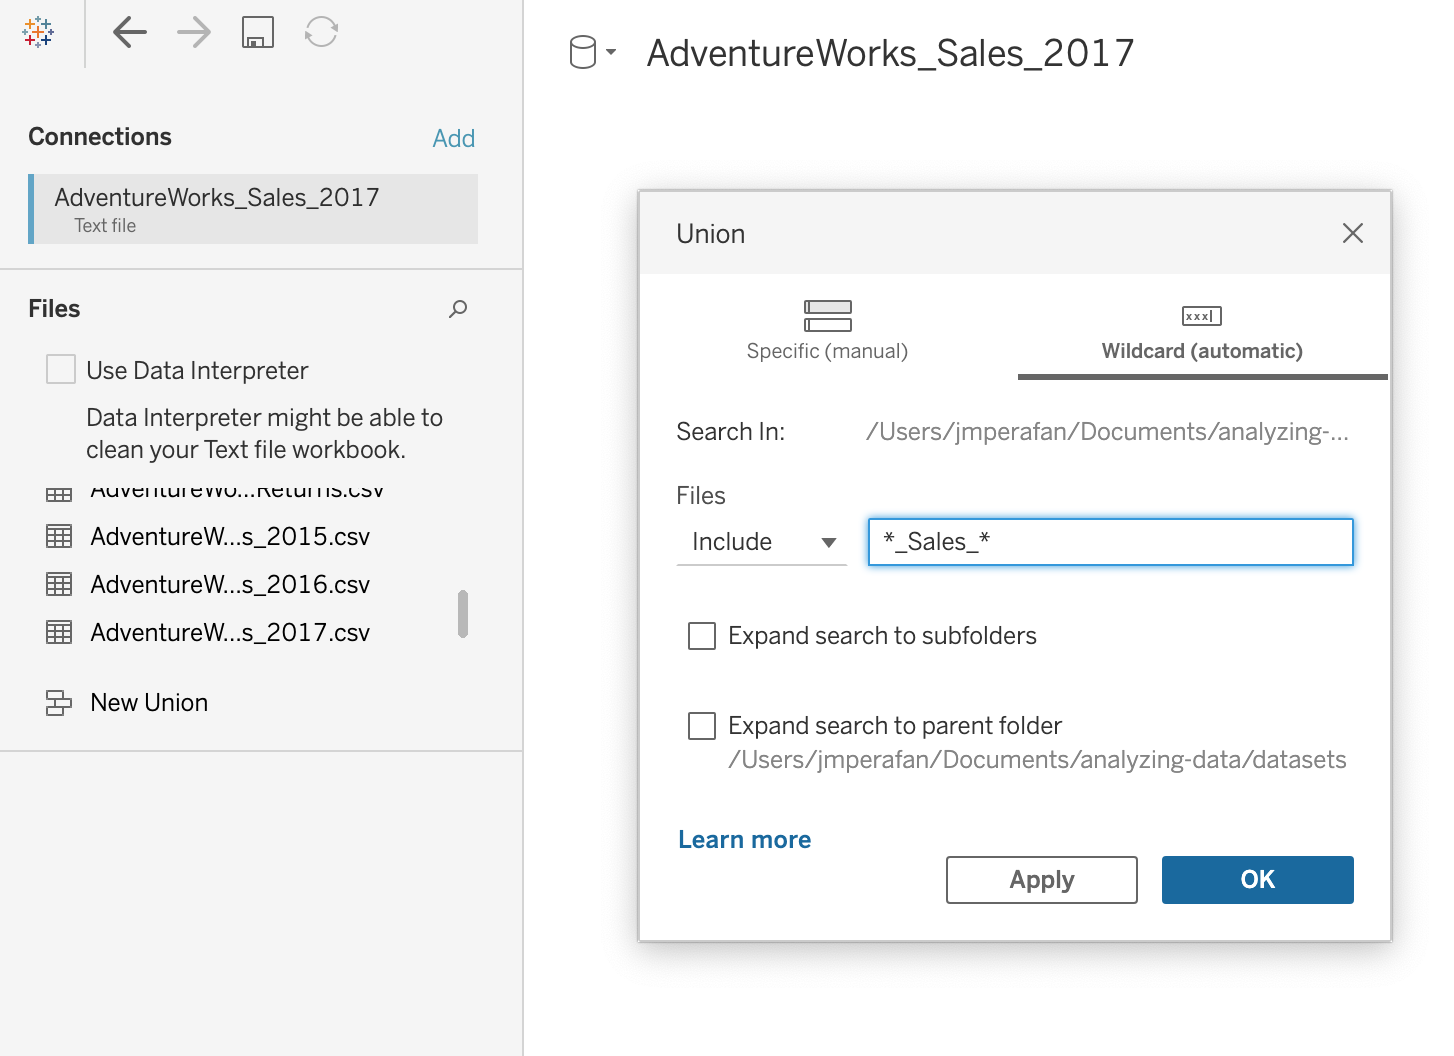 AdventureWorks_Sales_2017
Connections
Add
AdventureWorks_Sales_2017
Text file
Files
Use Data Interpreter
Data Interpreter might be able to
clean your Text file workbook.
AdventureWo...Returns.csv
AdventureW...s_2015.csv
AdventureW...s_2016.csv
AdventureW...s_2017.csv
New Union
Union
Specific (manual)
xxx
Wildcard (automatic)
Search In:
/Users/jmperafan/Documents/analyzing-...
Files
Include
*_Sales_*
Expand search to subfolders
Expand search to parent folder
/Users/jmperafan/Documents/analyzing-data/datasets
Learn more
Apply
OK